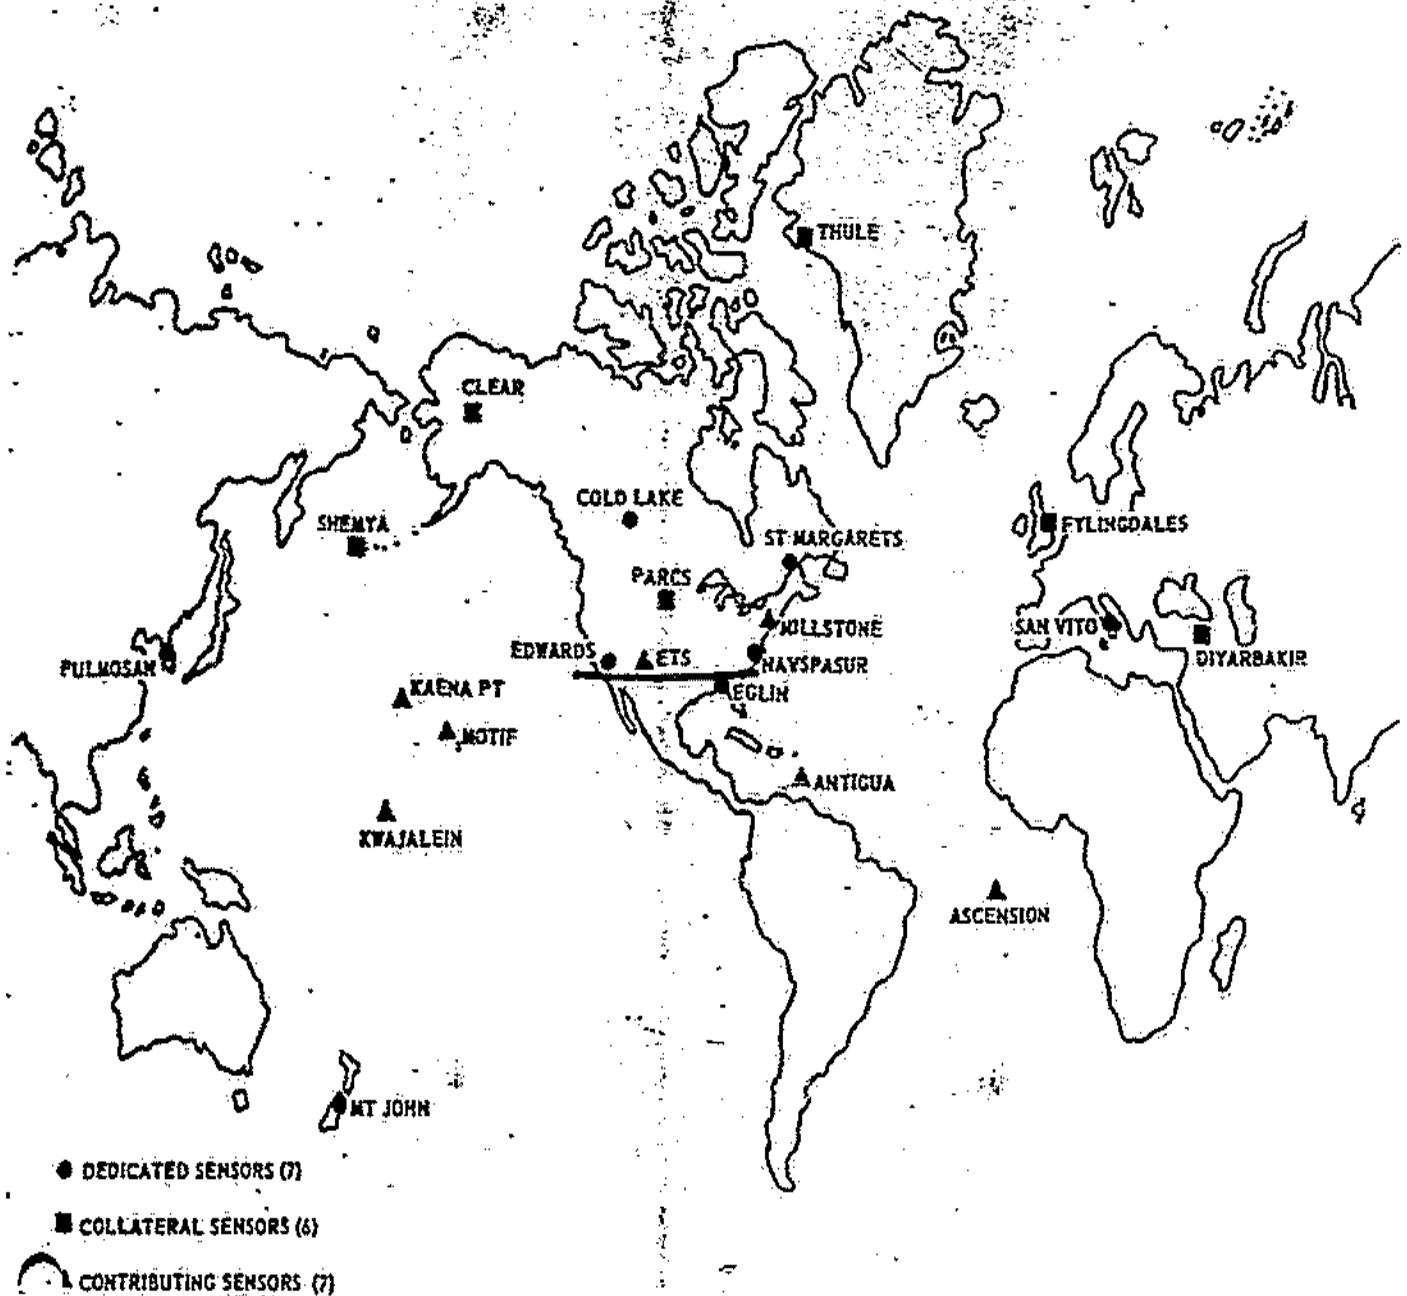 THULE
CLEAR
COLD LAKE
SHEMYA
ST MARGARETS
FYLINGDALES
PARCS
MILLSTONE
SAN VITO
EDWARDS
ETS
NAVSPASUR
DIYARBAKIR
PULMOSAN
KAENA PT
EGLIN
MOTIF
ANTIGUA
KWAJALEIN
ASCENSION
MT JOHN
DEDICATED SENSORS (7)
COLLATERAL SENSORS (6)
CONTRIBUTING SENSORS (7)